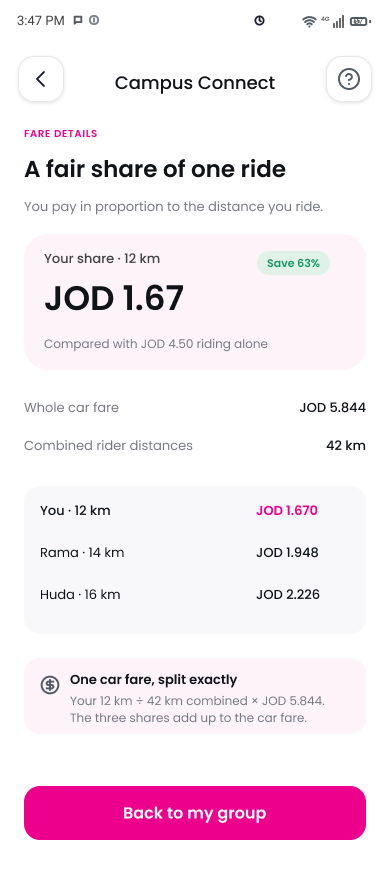 3:47 PM
4G
Campus Connect
FARE DETAILS
A fair share of one ride
You pay in proportion to the distance you ride.
Your share · 12 km
Save 63%
JOD 1.67
Compared with JOD 4.50 riding alone
Whole car fare JOD 5.844
Combined rider distances 42 km
You · 12 km JOD 1.670
Rama · 14 km JOD 1.948
Huda · 16 km JOD 2.226
One car fare, split exactly
Your 12 km ÷ 42 km combined × JOD 5.844.
The three shares add up to the car fare.
Back to my group